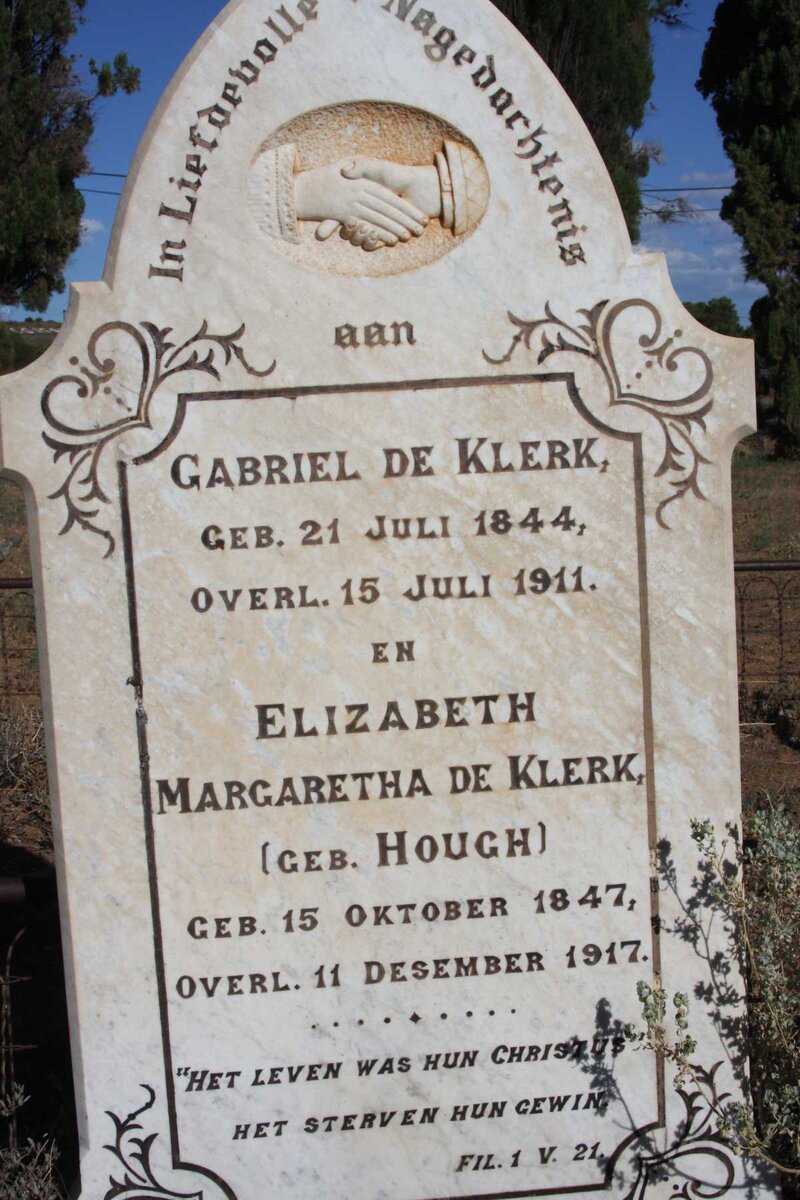 In Liefdevolle Nagedachtenis
aan
GABRIEL DE KLERK,
GEB. 21 JULI 1844,
OVERL. 15 JULI 1911.
EN
ELIZABETH
MARGARETHA DE KLERK,
(GEB. HOUGH)
GEB. 15 OKTOBER 1847,
OVERL. 11 DESEMBER 1917.
"HET LEVEN WAS HUN CHRISTUS
HET STERVEN HUN GEWIN.
FIL. 1 V. 21.